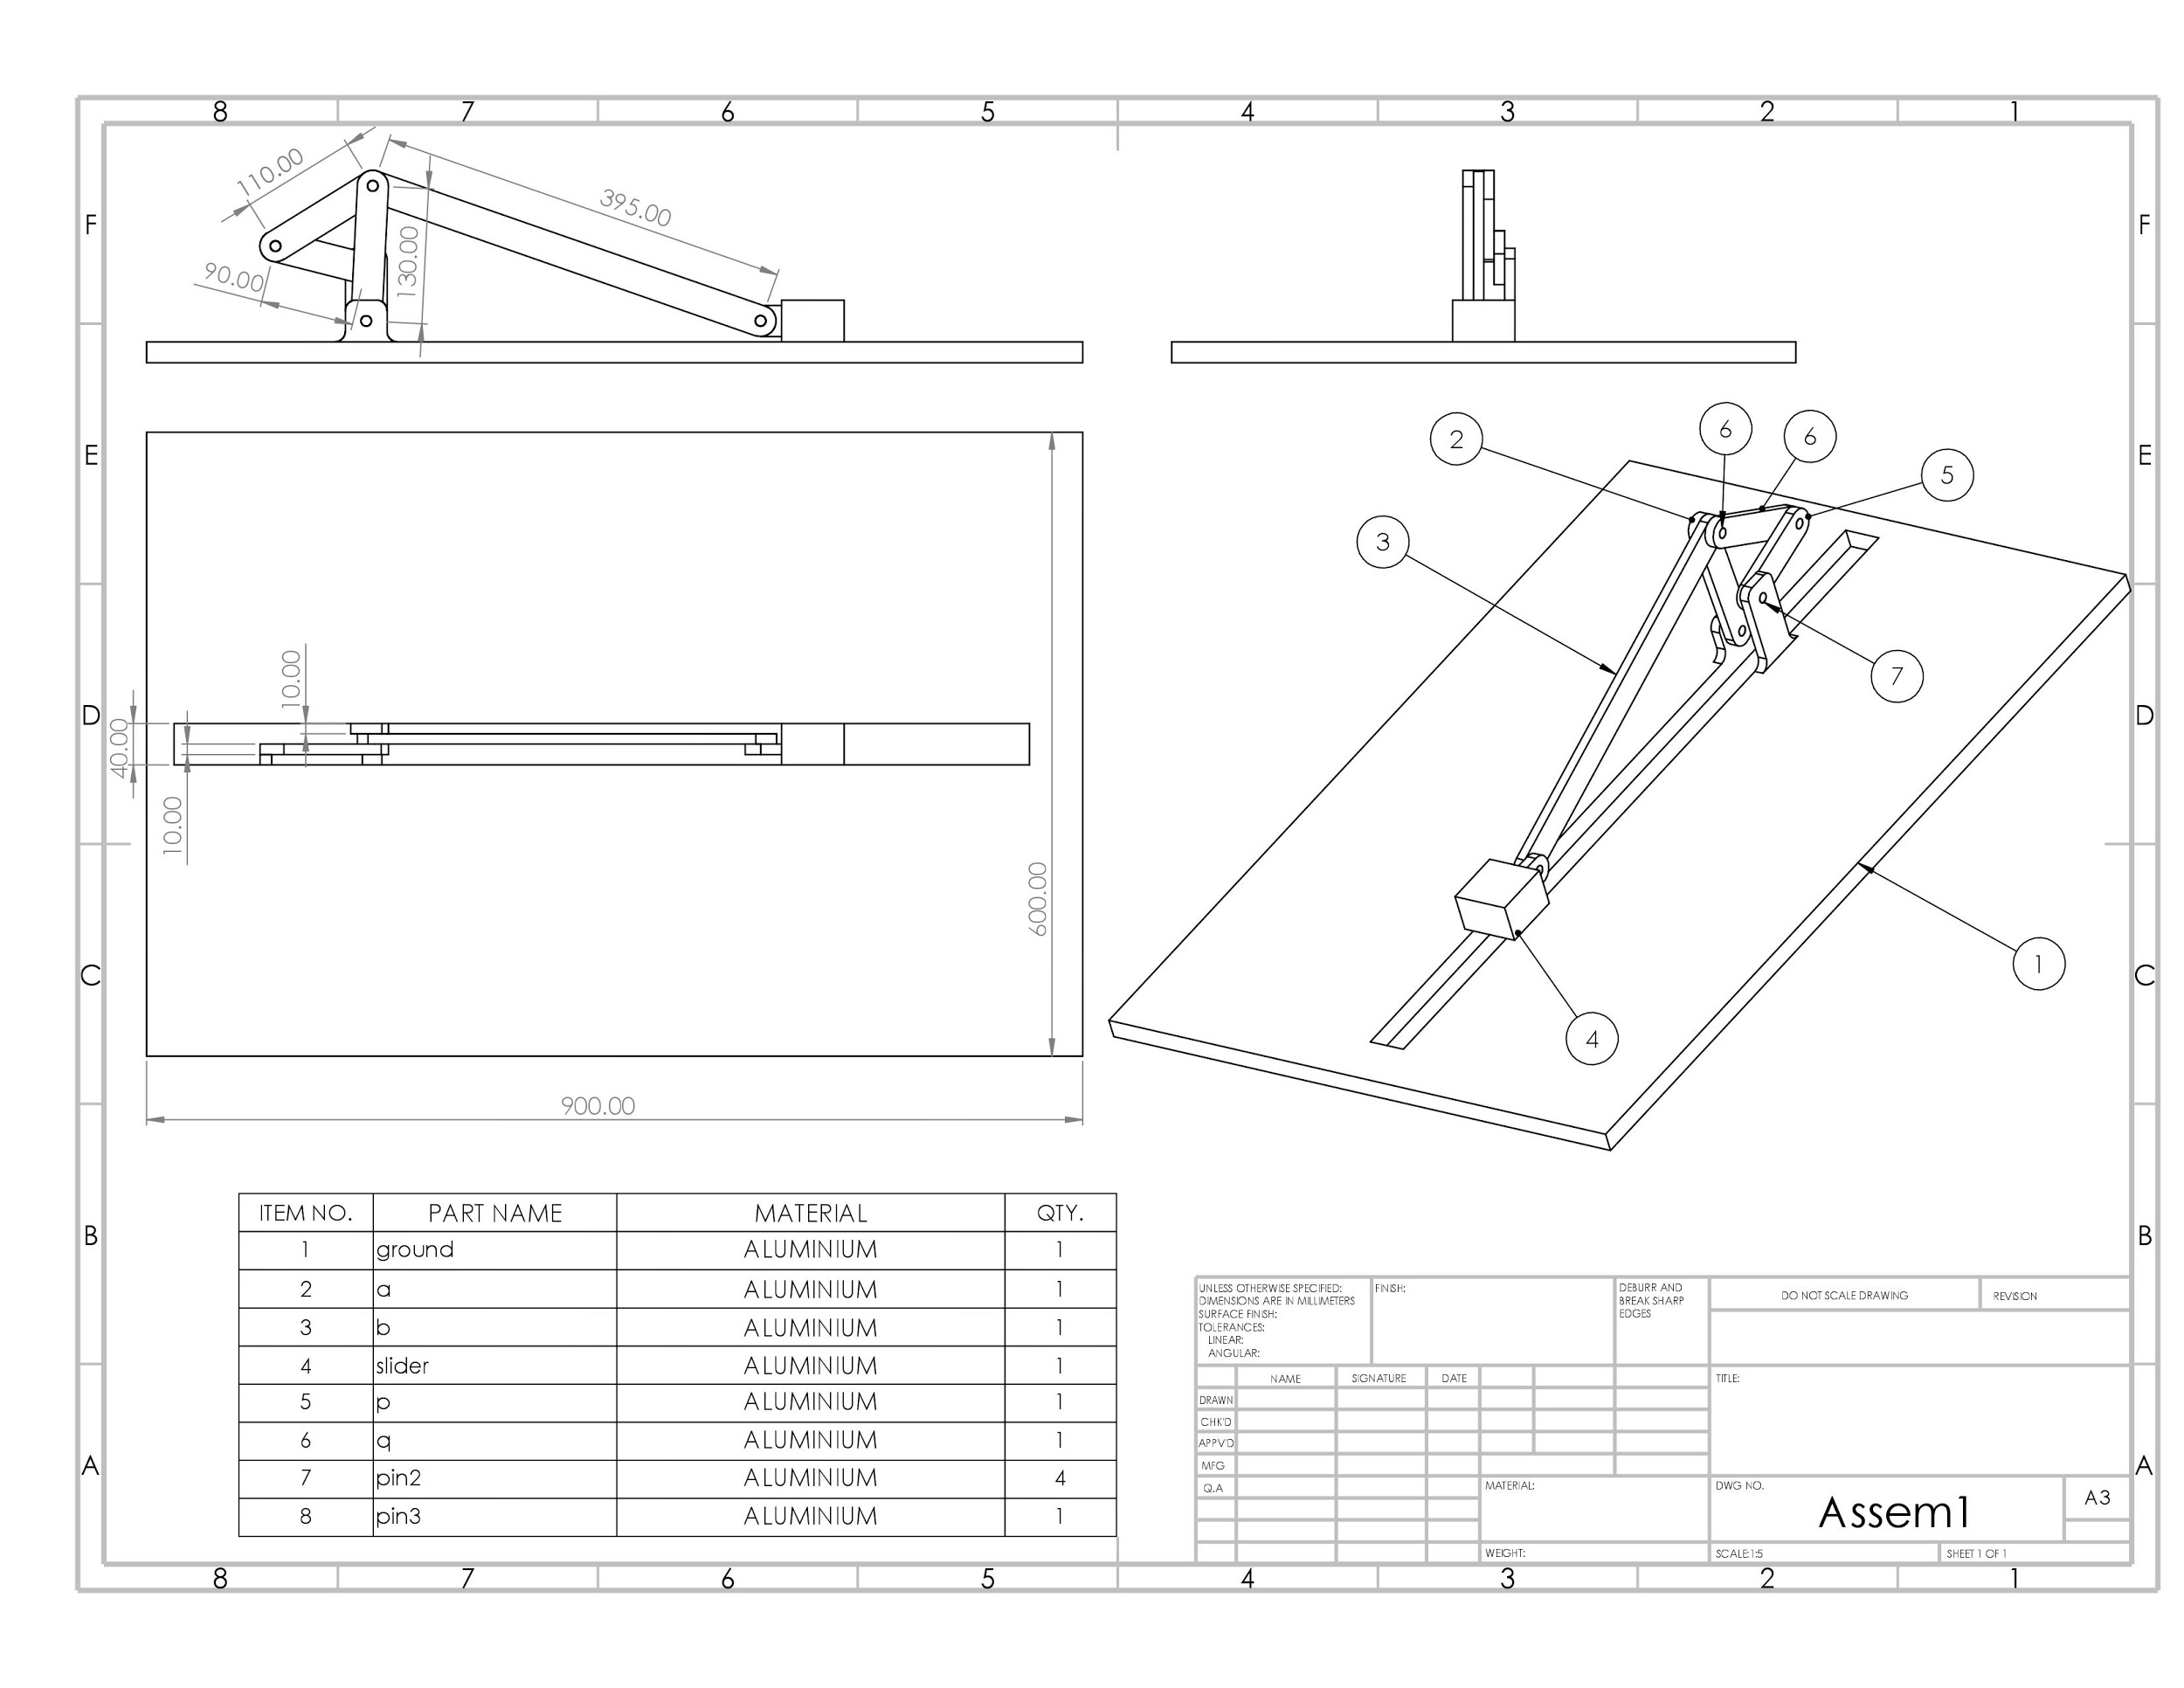 8 7 6 5 4 3 2 1
F F
E E
D D
C C
B B
A A
110.00
395.00
130.00
90.00
10.00
40.00
10.00
600.00
900.00
2
6
6
5
3
7
1
4
ITEM NO. PART NAME MATERIAL QTY.
1 ground ALUMINIUM 1
2 a ALUMINIUM 1
3 b ALUMINIUM 1
4 slider ALUMINIUM 1
5 p ALUMINIUM 1
6 q ALUMINIUM 1
7 pin2 ALUMINIUM 4
8 pin3 ALUMINIUM 1
UNLESS OTHERWISE SPECIFIED:
DIMENSIONS ARE IN MILLIMETERS
SURFACE FINISH:
TOLERANCES:
LINEAR:
ANGULAR:
FINISH:
DEBURR AND
BREAK SHARP
EDGES
DO NOT SCALE DRAWING
REVISION
NAME SIGNATURE DATE
DRAWN
CHK'D
APPV'D
MFG
Q.A
TITLE:
MATERIAL:
DWG NO.
Assem1
A3
WEIGHT:
SCALE:1:5
SHEET 1 OF 1
8 7 6 5 4 3 2 1